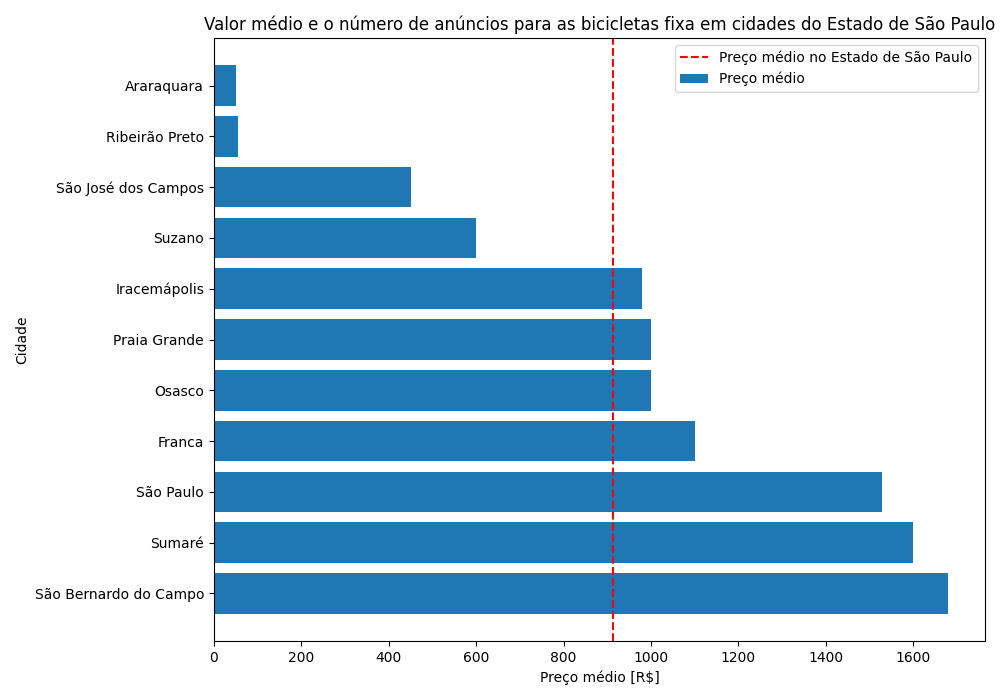 Valor médio e o número de anúncios para as bicicletas fixa em cidades do Estado de São Paulo
Preço médio no Estado de São Paulo
Preço médio
Cidade
Araraquara
Ribeirão Preto
São José dos Campos
Suzano
Iracemápolis
Praia Grande
Osasco
Franca
São Paulo
Sumaré
São Bernardo do Campo
0 200 400 600 800 1000 1200 1400 1600
Preço médio [R$]